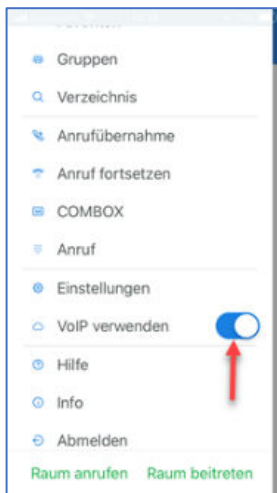 Gruppen
Verzeichnis
Anrufübernahme
Anruf fortsetzen
COMBOX
Anruf
Einstellungen
VoIP verwenden
Hilfe
Info
Abmelden
Raum anrufen Raum beitreten